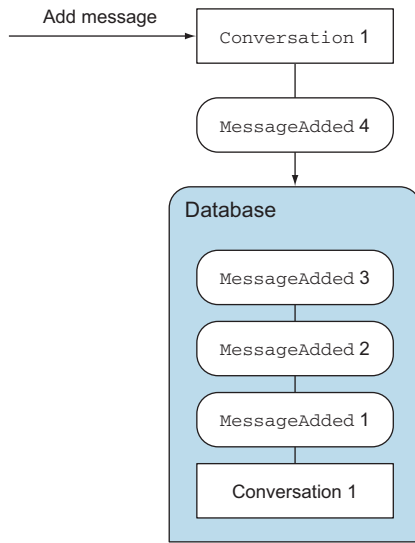 Add message
Conversation 1
MessageAdded 4
Database
MessageAdded 3
MessageAdded 2
MessageAdded 1
Conversation 1